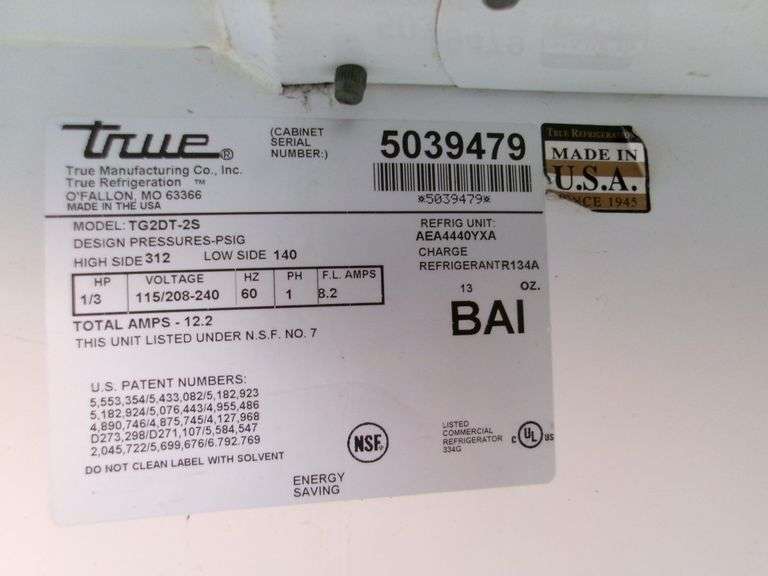 True®
True Manufacturing Co., Inc.
True Refrigeration ™
O'FALLON, MO 63366
MADE IN THE USA
(CABINET
SERIAL
NUMBER:)
5039479
*5039479*
TRUE REFRIGERATION
MADE IN
U.S.A.
SINCE 1945
MODEL: TG2DT-2S
DESIGN PRESSURES-PSIG
HIGH SIDE 312 LOW SIDE 140
REFRIG UNIT:
AEA4440YXA
CHARGE
REFRIGERANT R134A
13 OZ.
HP VOLTAGE HZ PH F.L. AMPS
1/3 115/208-240 60 1 8.2
TOTAL AMPS - 12.2
THIS UNIT LISTED UNDER N.S.F. NO. 7
BAI
U.S. PATENT NUMBERS:
5,553,354/5,433,082/5,182,923
5,182,924/5,076,443/4,955,486
4,890,746/4,875,745/4,127,968
D273,298/D271,107/5,584,547
2,045,722/5,699,676/6.792.769
DO NOT CLEAN LABEL WITH SOLVENT
NSF
LISTED
COMMERCIAL
REFRIGERATOR
334G
c UL us
ENERGY
SAVING